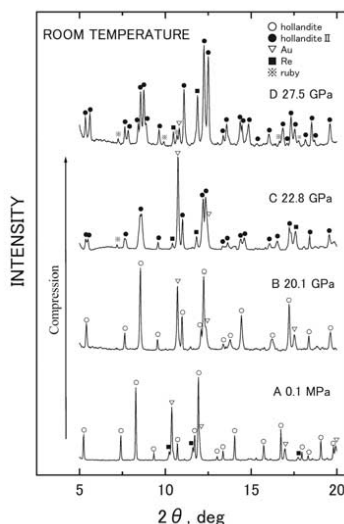 ROOM TEMPERATURE
hollandite
hollandite Ⅱ
Au
Re
ruby
D 27.5 GPa
C 22.8 GPa
B 20.1 GPa
A 0.1 MPa
INTENSITY
Compression
5 10 15 20
2θ, deg